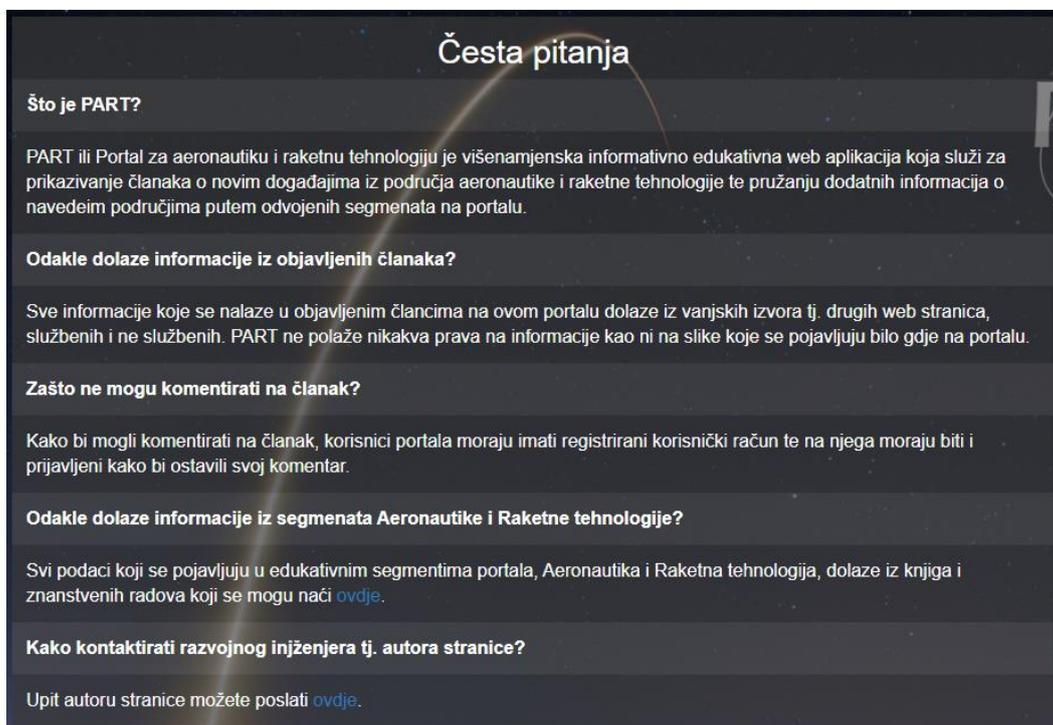 Česta pitanja
Što je PART?
PART ili Portal za aeronautiku i raketnu tehnologiju je višenamjenska informativno edukativna web aplikacija koja služi za
prikazivanje članaka o novim događajima iz područja aeronautike i raketne tehnologije te pružanju dodatnih informacija o
navedeim područjima putem odvojenih segmenata na portalu.
Odakle dolaze informacije iz objavljenih članaka?
Sve informacije koje se nalaze u objavljenim člancima na ovom portalu dolaze iz vanjskih izvora tj. drugih web stranica,
službenih i ne službenih. PART ne polaže nikakva prava na informacije kao ni na slike koje se pojavljuju bilo gdje na portalu.
Zašto ne mogu komentirati na članak?
Kako bi mogli komentirati na članak, korisnici portala moraju imati registrirani korisnički račun te na njega moraju biti i
prijavljeni kako bi ostavili svoj komentar.
Odakle dolaze informacije iz segmenata Aeronautike i Raketne tehnologije?
Svi podaci koji se pojavljuju u edukativnim segmentima portala, Aeronautika i Raketna tehnologija, dolaze iz knjiga i
znanstvenih radova koji se mogu naći ovdje.
Kako kontaktirati razvojnog injženjera tj. autora stranice?
Upit autoru stranice možete poslati ovdje.